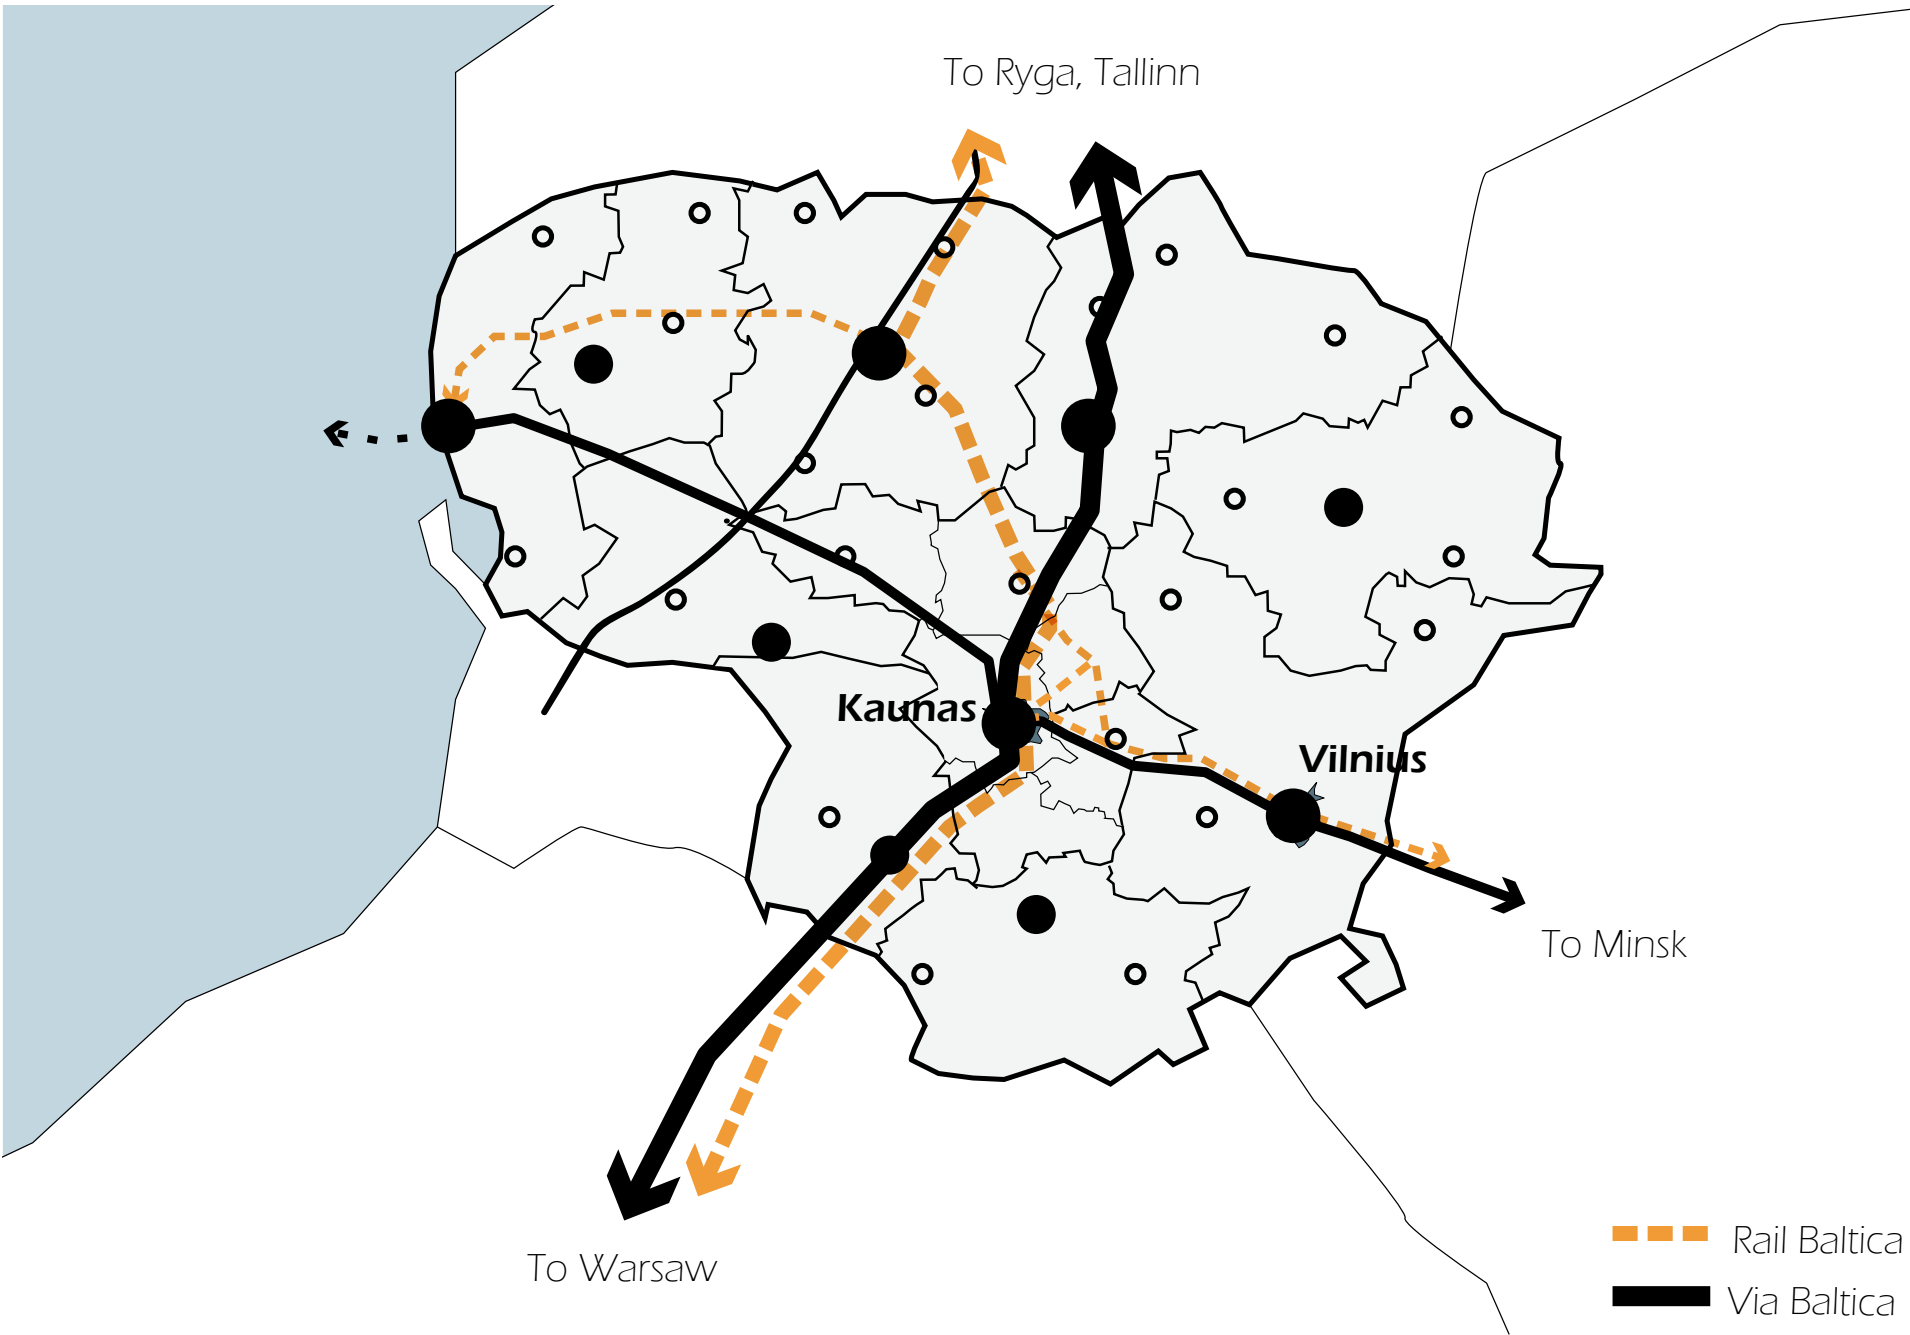 To Ryga, Tallinn
Kaunas
Vilnius
To Minsk
To Warsaw
Rail Baltica
Via Baltica